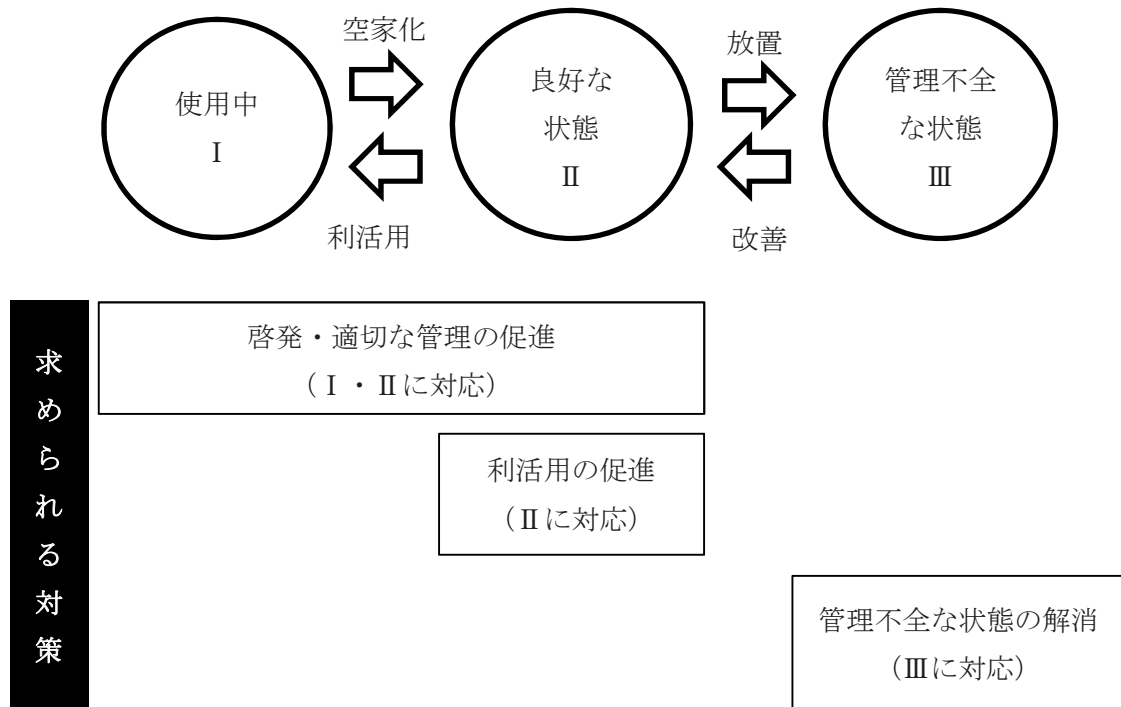 空家化
放置
使用中
Ⅰ
良好な
状態
Ⅱ
管理不全
な状態
Ⅲ
利活用
改善
求められる対策
啓発・適切な管理の促進
（Ⅰ・Ⅱに対応）
利活用の促進
（Ⅱに対応）
管理不全な状態の解消
（Ⅲに対応）